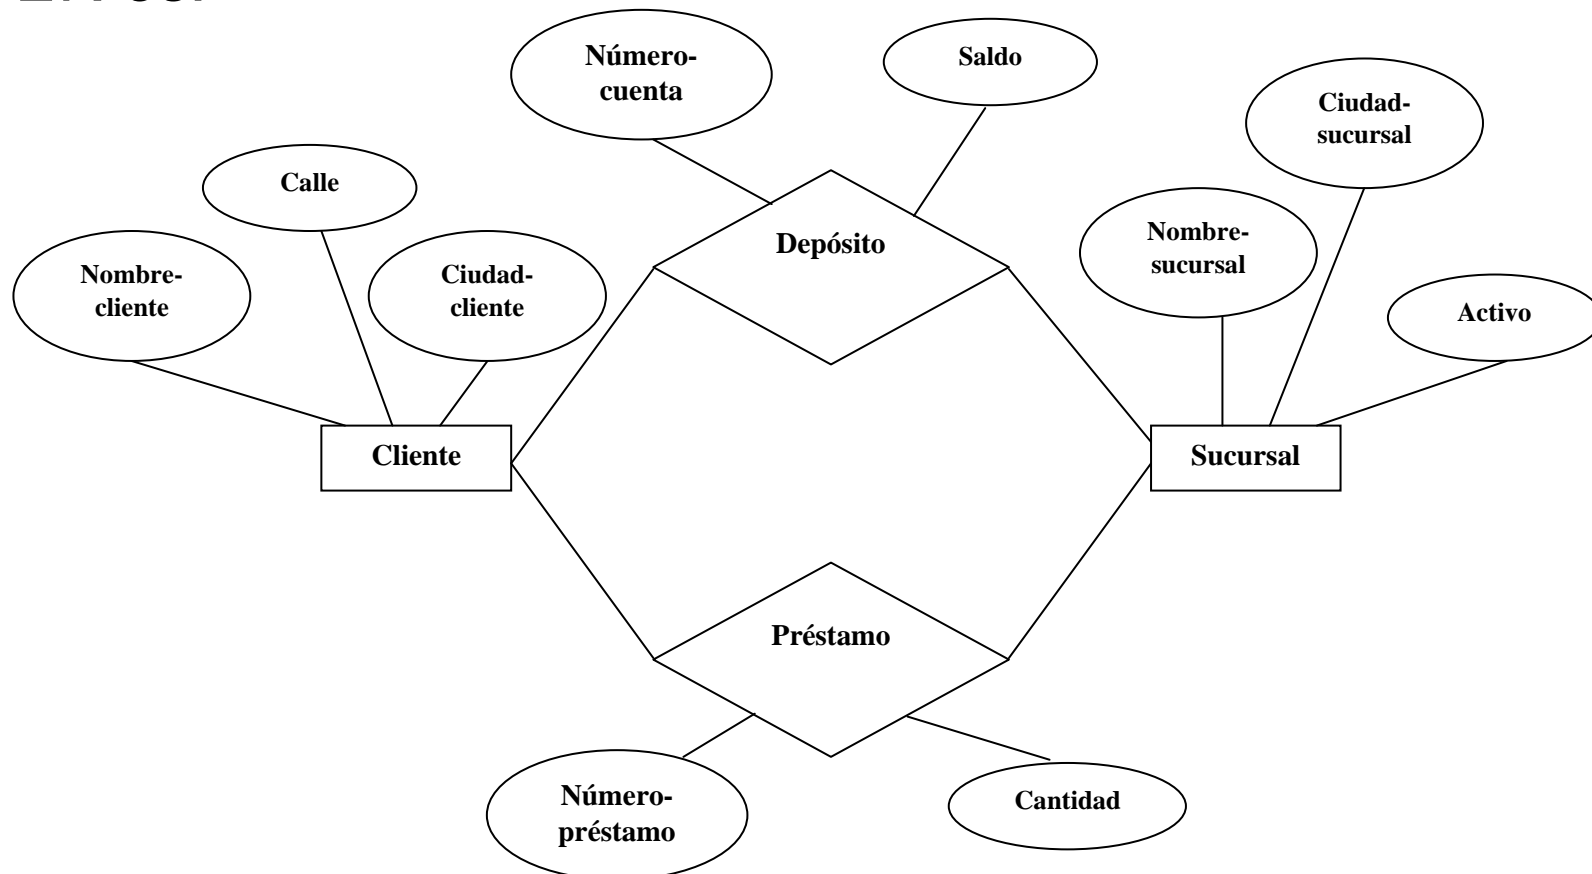 Número-
cuenta
Saldo
Ciudad-
sucursal
Calle
Nombre-
sucursal
Depósito
Nombre-
cliente
Ciudad-
cliente
Activo
Cliente
Sucursal
Préstamo
Número-
préstamo
Cantidad